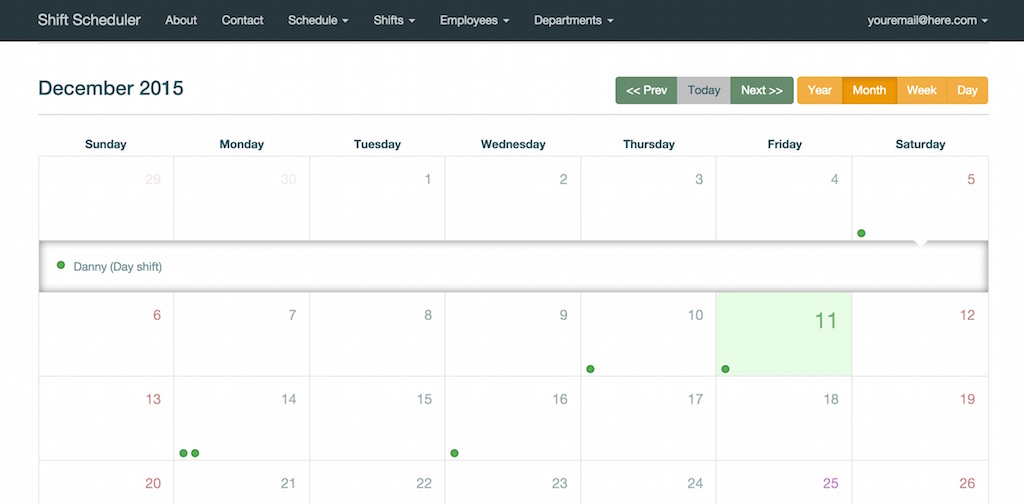 Shift Scheduler About Contact Schedule Shifts Employees Departments youremail@here.com
December 2015 << Prev Today Next >> Year Month Week Day
Sunday Monday Tuesday Wednesday Thursday Friday Saturday
29 30 1 2 3 4 5
Danny (Day shift)
6 7 8 9 10 11 12
13 14 15 16 17 18 19
20 21 22 23 24 25 26